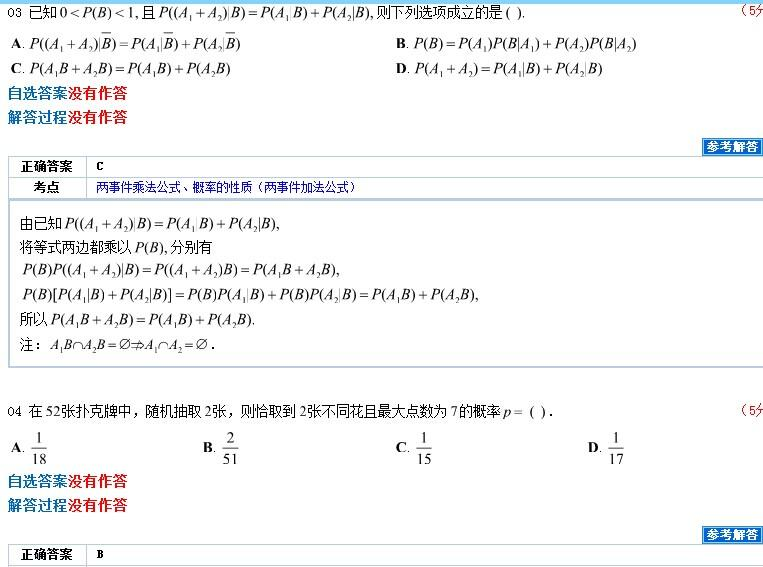 03 已知 0 < P(B) < 1, 且 P((A₁ + A₂)|B) = P(A₁|B) + P(A₂|B), 则下列选项成立的是 ( ). (5分
A. P((A₁ + A₂)|B̅) = P(A₁|B̅) + P(A₂|B̅) B. P(B) = P(A₁)P(B|A₁) + P(A₂)P(B|A₂)
C. P(A₁B + A₂B) = P(A₁B) + P(A₂B) D. P(A₁ + A₂) = P(A₁|B) + P(A₂|B)
自选答案没有作答
解答过程没有作答
参考解答
正确答案 C
考点 两事件乘法公式、概率的性质（两事件加法公式）
由已知 P((A₁ + A₂)|B) = P(A₁|B) + P(A₂|B),
将等式两边都乘以 P(B), 分别有
P(B)P((A₁ + A₂)|B) = P((A₁ + A₂)B) = P(A₁B + A₂B),
P(B)[P(A₁|B) + P(A₂|B)] = P(B)P(A₁|B) + P(B)P(A₂|B) = P(A₁B) + P(A₂B),
所以 P(A₁B + A₂B) = P(A₁B) + P(A₂B).
注: A₁B∩A₂B = ∅⇏A₁∩A₂ = ∅ .
04 在 52张扑克牌中，随机抽取 2张，则恰取到 2张不同花且最大点数为 7的概率 p = ( ) . (5分
A. 1/18 B. 2/51 C. 1/15 D. 1/17
自选答案没有作答
解答过程没有作答
参考解答
正确答案 B